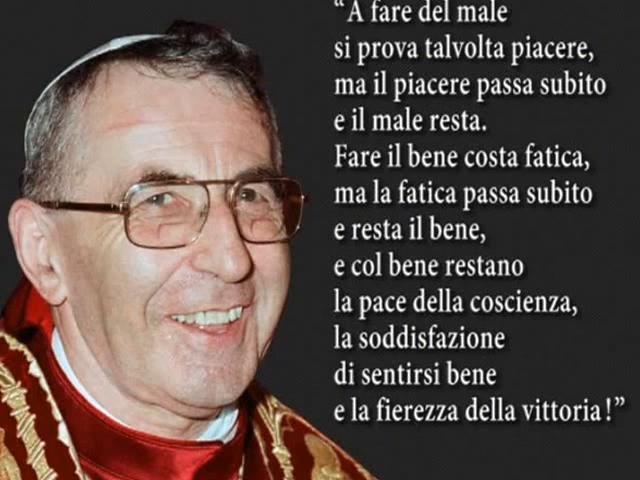 “A fare del male
si prova talvolta piacere,
ma il piacere passa subito
e il male resta.
Fare il bene costa fatica,
ma la fatica passa subito
e resta il bene,
e col bene restano
la pace della coscienza,
la soddisfazione
di sentirsi bene
e la fierezza della vittoria!”